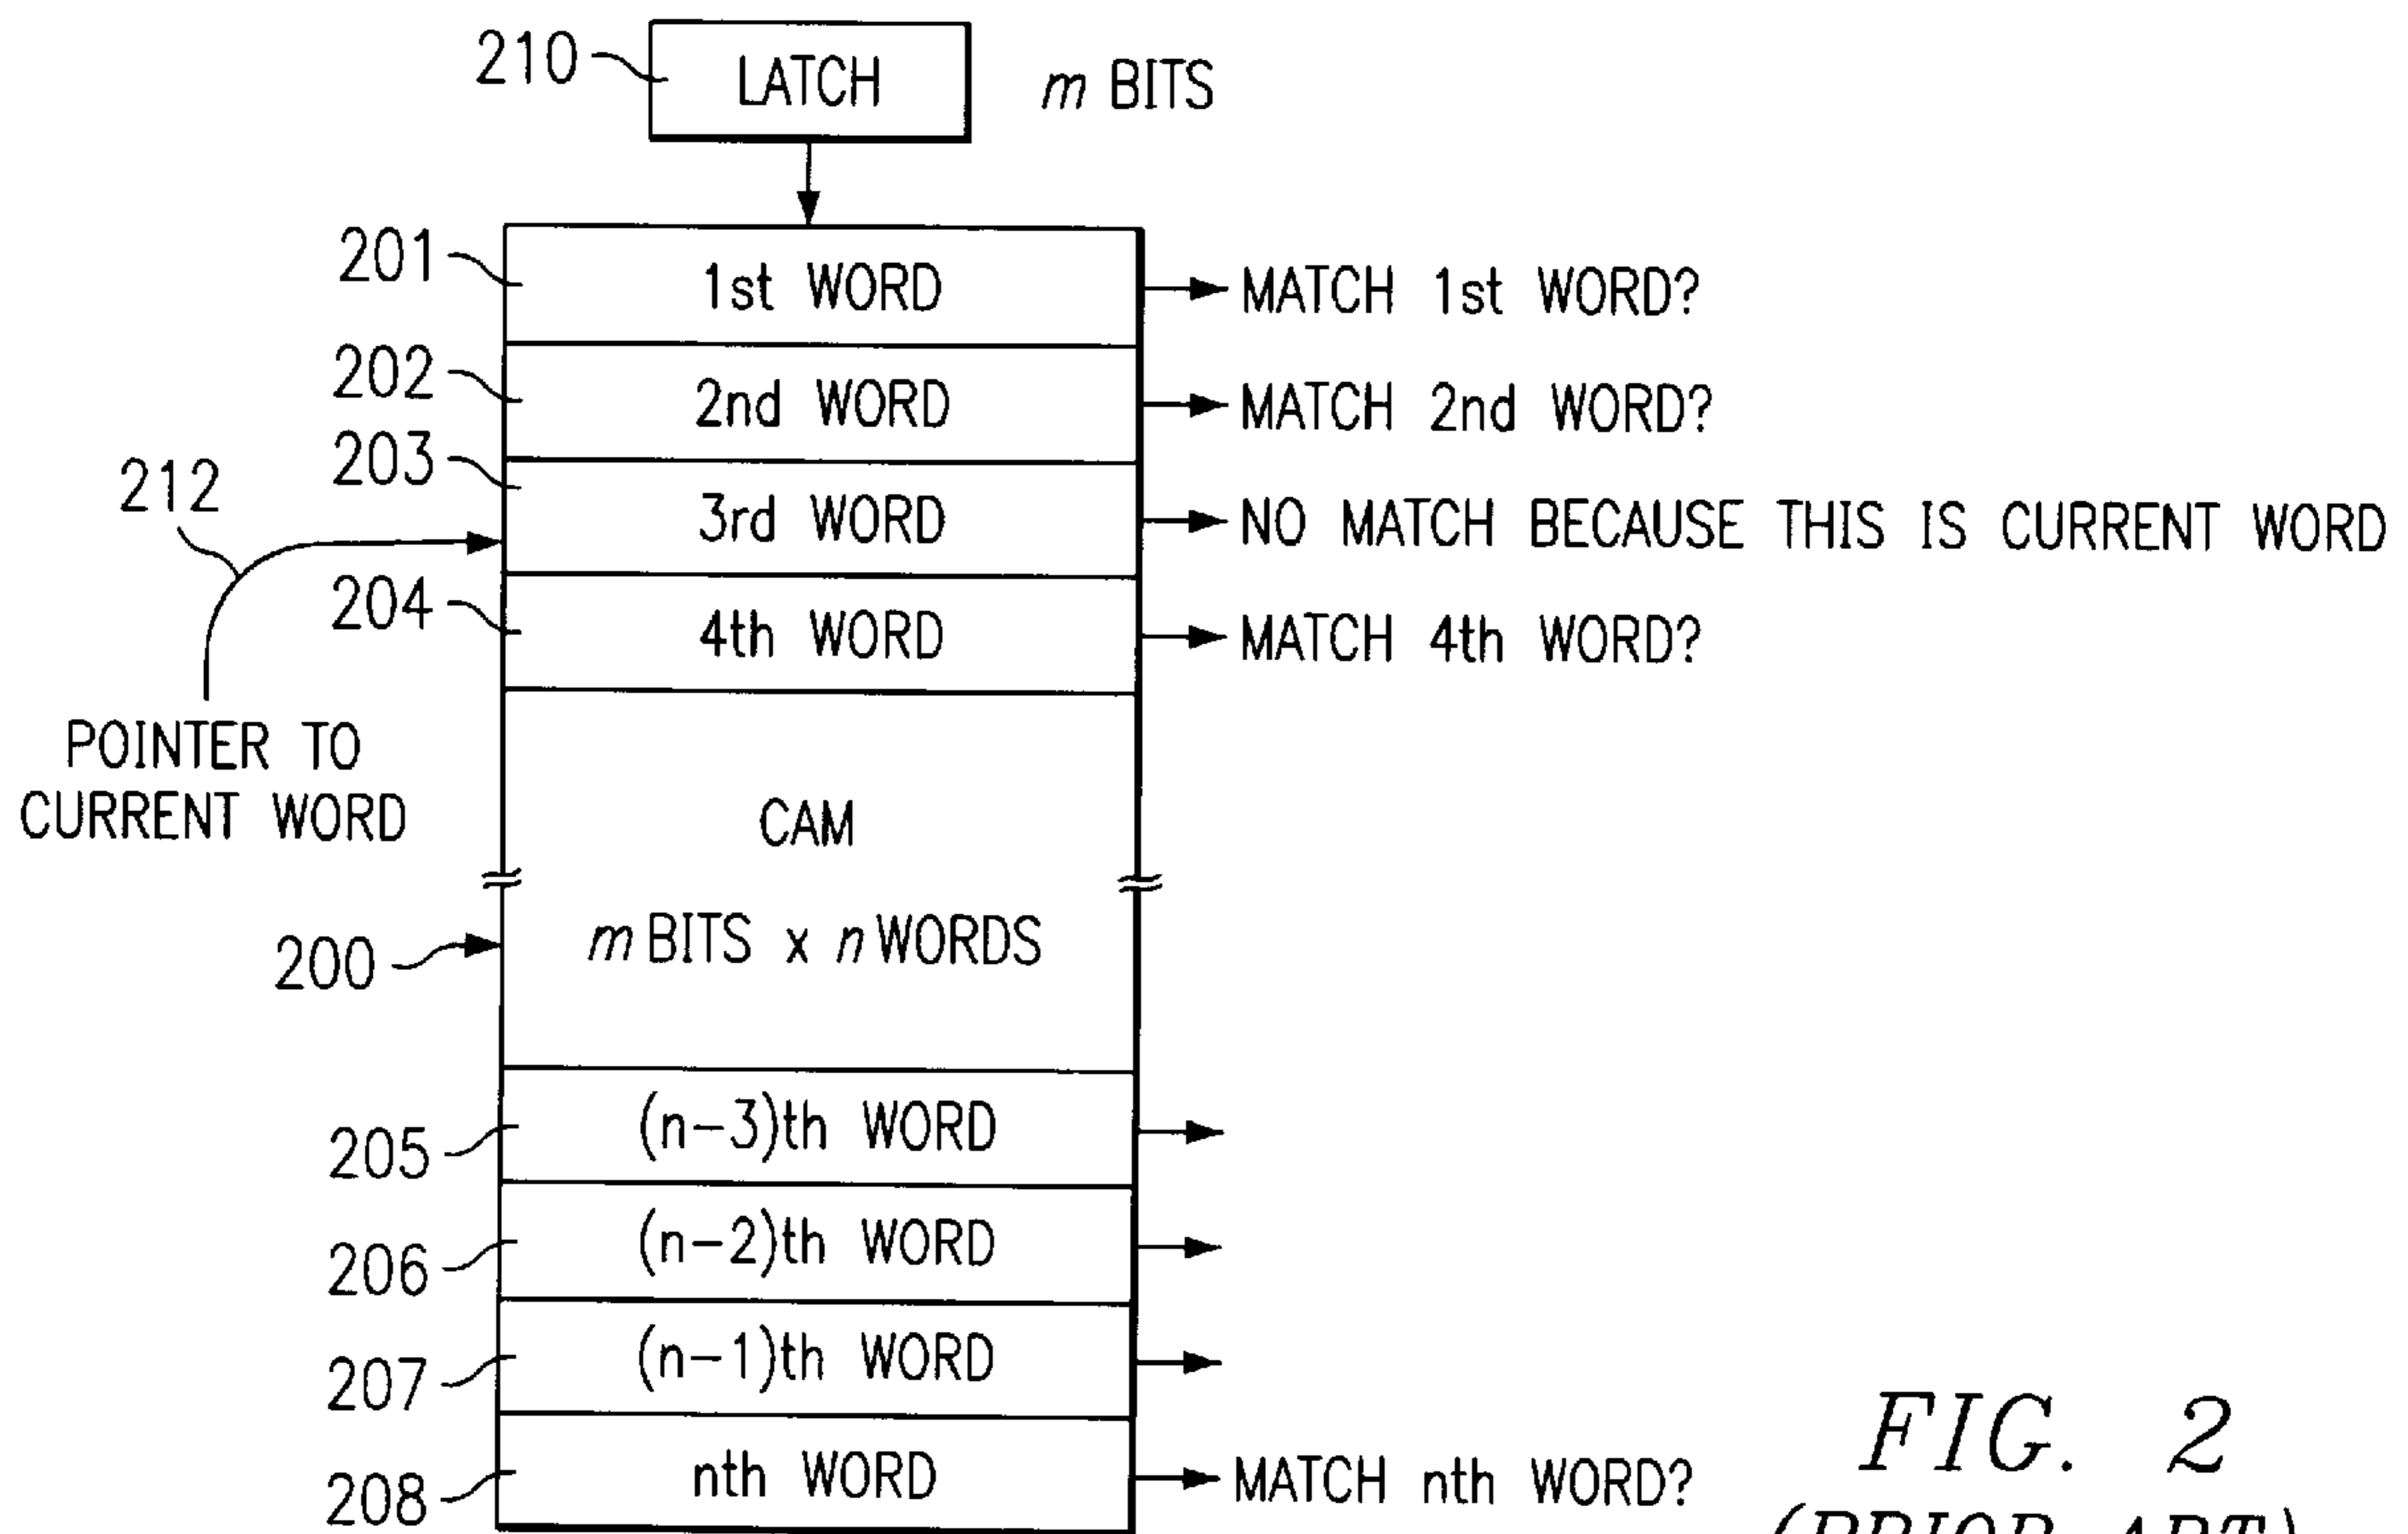 210
LATCH
m BITS
201
1st WORD
MATCH 1st WORD?
202
2nd WORD
MATCH 2nd WORD?
203
212
3rd WORD
NO MATCH BECAUSE THIS IS CURRENT WORD
204
4th WORD
MATCH 4th WORD?
POINTER TO
CURRENT WORD
CAM
200
m BITS x n WORDS
205
(n-3)th WORD
206
(n-2)th WORD
207
(n-1)th WORD
208
nth WORD
MATCH nth WORD?
FIG. 2
(PRIOR ART)